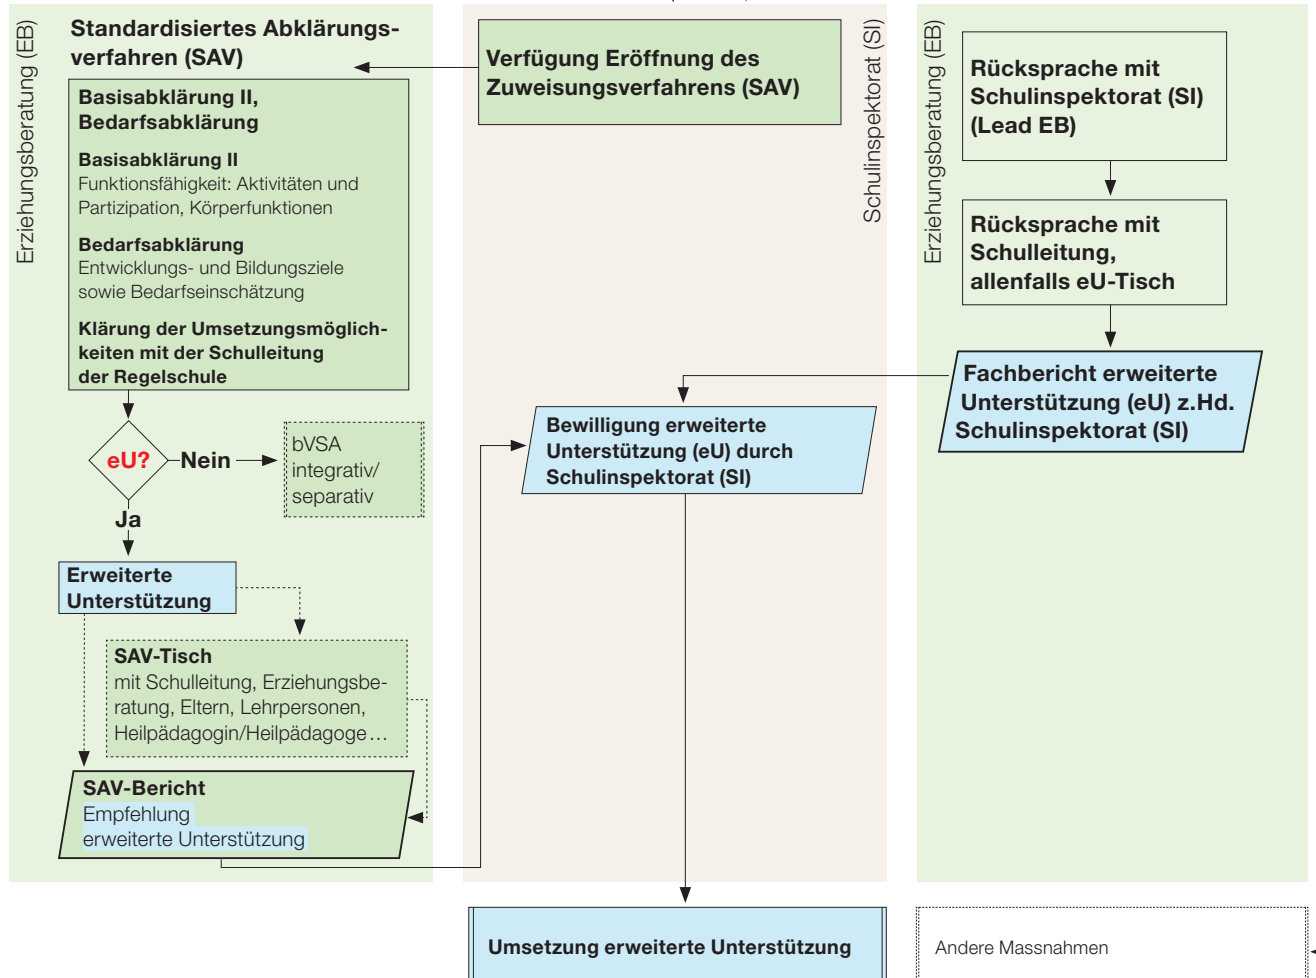 Erziehungsberatung (EB)
Standardisiertes Abklärungs-
verfahren (SAV)
Basisabklärung II,
Bedarfsabklärung
Basisabklärung II
Funktionsfähigkeit: Aktivitäten und
Partizipation, Körperfunktionen
Bedarfsabklärung
Entwicklungs- und Bildungsziele
sowie Bedarfseinschätzung
Klärung der Umsetzungsmöglich-
keiten mit der Schulleitung
der Regelschule
eU?
Nein
bVSA
integrativ/
separativ
Ja
Erweiterte
Unterstützung
SAV-Tisch
mit Schulleitung, Erziehungsbe-
ratung, Eltern, Lehrpersonen,
Heilpädagogin/Heilpädagoge…
SAV-Bericht
Empfehlung
erweiterte Unterstützung
Schulinspektorat (SI)
Verfügung Eröffnung des
Zuweisungsverfahrens (SAV)
Bewilligung erweiterte
Unterstützung (eU) durch
Schulinspektorat (SI)
Erziehungsberatung (EB)
Rücksprache mit
Schulinspektorat (SI)
(Lead EB)
Rücksprache mit
Schulleitung,
allenfalls eU-Tisch
Fachbericht erweiterte
Unterstützung (eU) z.Hd.
Schulinspektorat (SI)
Umsetzung erweiterte Unterstützung
Andere Massnahmen